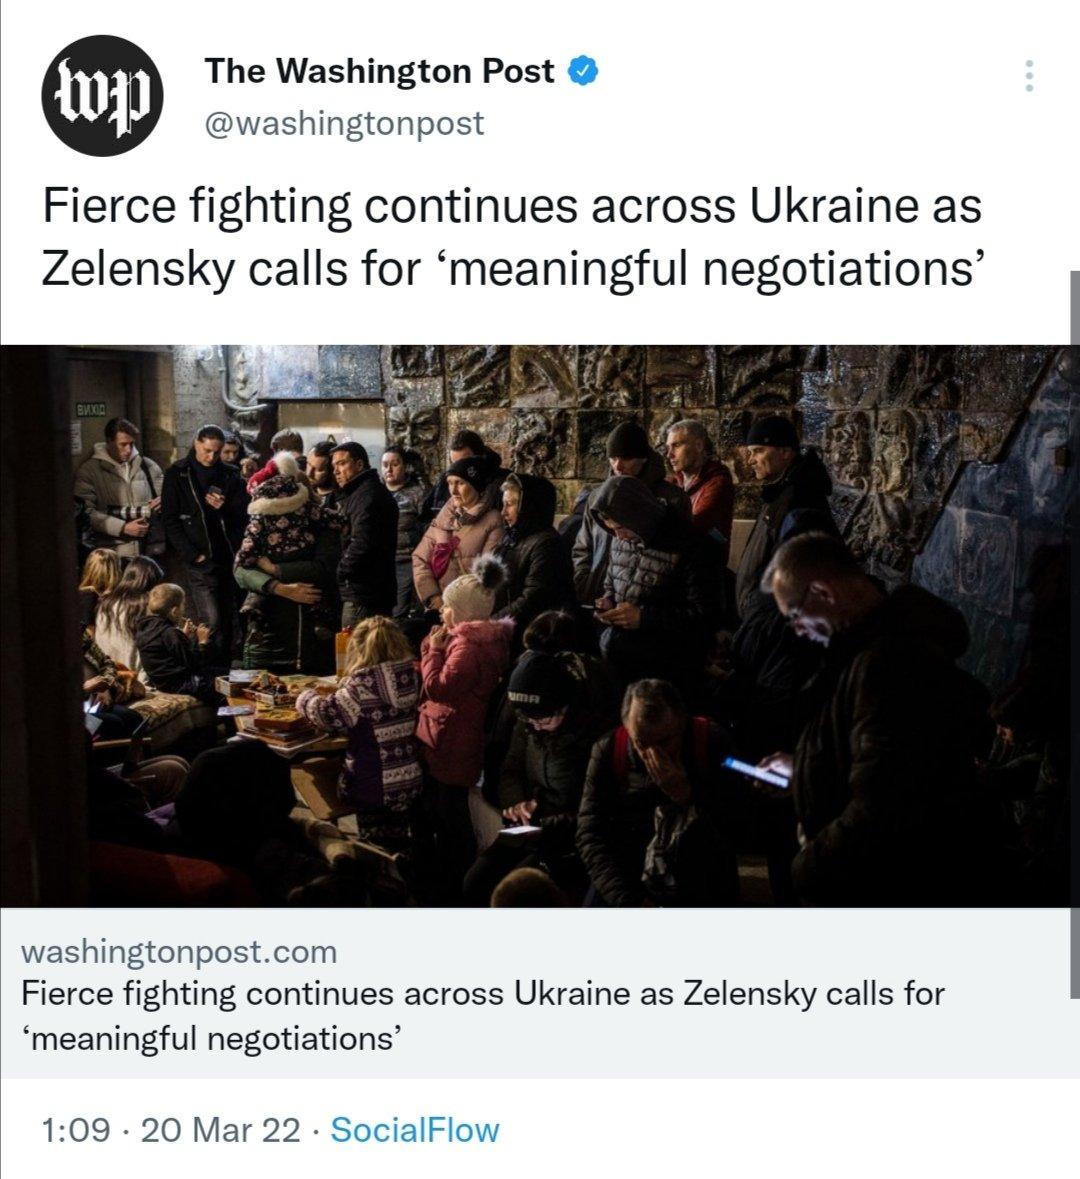 wp
The Washington Post
@washingtonpost
Fierce fighting continues across Ukraine as
Zelensky calls for ‘meaningful negotiations’
ВИХІД
UMA
washingtonpost.com
Fierce fighting continues across Ukraine as Zelensky calls for
‘meaningful negotiations’
1:09 · 20 Mar 22 · SocialFlow